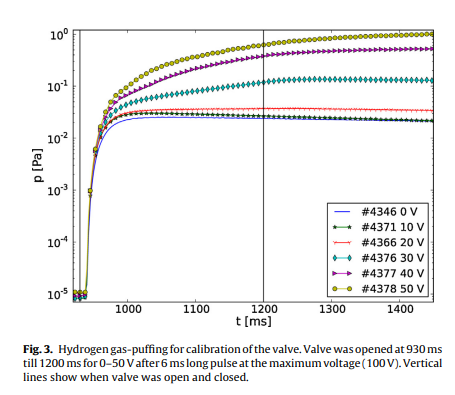 10⁰
10⁻¹
10⁻²
10⁻³
10⁻⁴
10⁻⁵
p [Pa]
1000 1100 1200 1300 1400
t [ms]
#4346 0 V
#4371 10 V
#4366 20 V
#4376 30 V
#4377 40 V
#4378 50 V
Fig. 3. Hydrogen gas-puffing for calibration of the valve. Valve was opened at 930 ms
till 1200 ms for 0–50 V after 6 ms long pulse at the maximum voltage (100 V). Vertical
lines show when valve was open and closed.